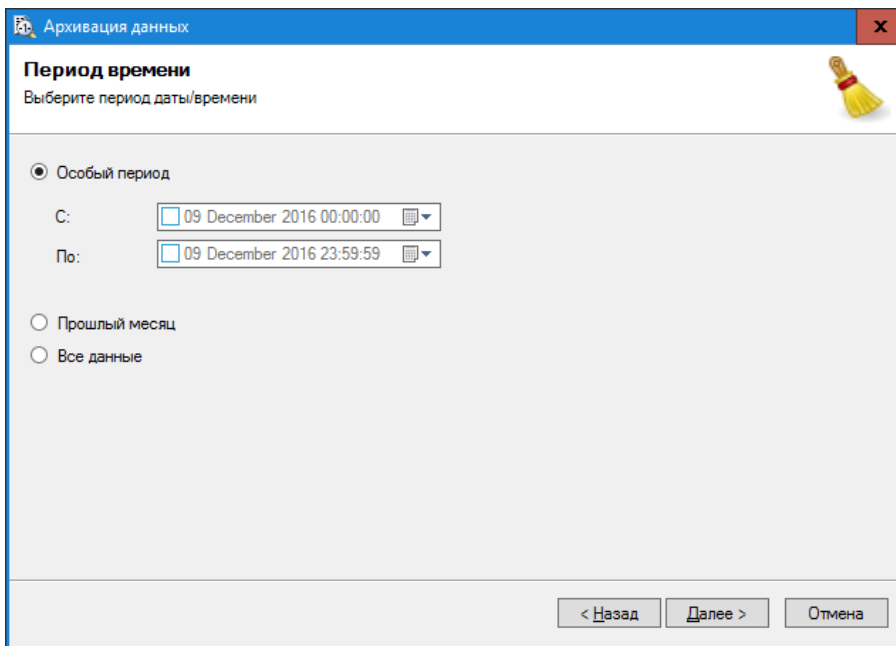 Архивация данных
Период времени
Выберите период даты/времени
Особый период
С: 09 December 2016 00:00:00
По: 09 December 2016 23:59:59
Прошлый месяц
Все данные
< Назад Далее > Отмена